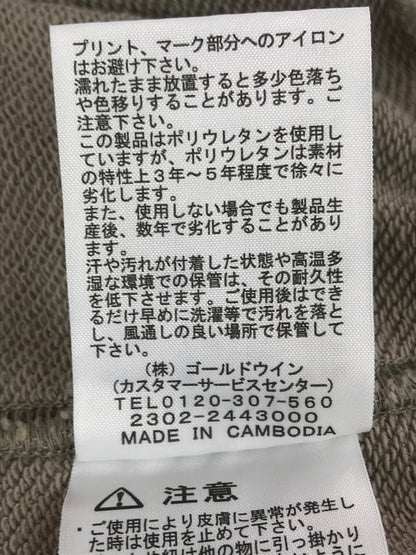 プリント、マーク部分へのアイロン
はお避け下さい。
濡れたまま放置すると多少色落ち
や色移りすることがあります。ご
注意下さい。
この製品はポリウレタンを使用し
ていますが、ポリウレタンは素材
の特性上３年～５年程度で徐々に
劣化します。
また、使用しない場合でも製品生
産後、数年で劣化することがあり
ます。
汗や汚れが付着した状態や高温多
湿な環境での保管は、その耐久性
を低下させます。ご使用後はでき
るだけ早めに洗濯等で汚れを落と
し、風通しの良い場所で保管して
下さい。
（株）ゴールドウイン
(カスタマーサービスセンター)
TEL0120-307-560
2302-2443000
MADE IN CAMBODIA
⚠ 注意
・ご使用により皮膚に異常が発生し
た時は使用を止めて下さい。
紐は他の物に引っ掛かり